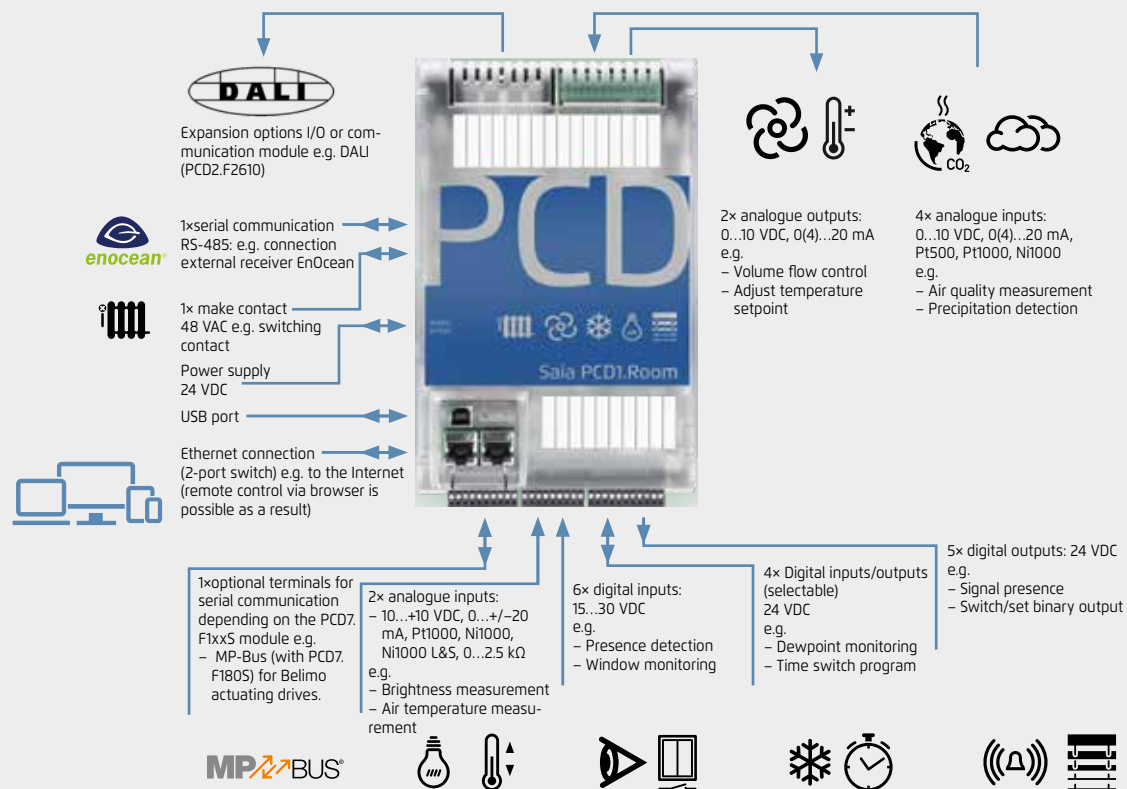 DALI
Expansion options I/O or com-
munication module e.g. DALI
(PCD2.F2610)
enocean®
1×serial communication
RS-485: e.g. connection
external receiver EnOcean
1× make contact
48 VAC e.g. switching
contact
Power supply
24 VDC
USB port
Ethernet connection
(2-port switch) e.g. to the Internet
(remote control via browser is
possible as a result)
PCD
Saia PCD1.Room
+
–
CO2
2× analogue outputs:
0...10 VDC, 0(4)...20 mA
e.g.
– Volume flow control
– Adjust temperature
setpoint
4× analogue inputs:
0...10 VDC, 0(4)...20 mA,
Pt500, Pt1000, Ni1000
e.g.
– Air quality measurement
– Precipitation detection
1×optional terminals for
serial communication
depending on the PCD7.
F1xxS module e.g.
– MP-Bus (with PCD7.
F180S) for Belimo
actuating drives.
2× analogue inputs:
– 10...+10 VDC, 0...+/−20
mA, Pt1000, Ni1000,
Ni1000 L&S, 0...2.5 kΩ
e.g.
– Brightness measurement
– Air temperature measu-
rement
6× digital inputs:
15...30 VDC
e.g.
– Presence detection
– Window monitoring
4× Digital inputs/outputs
(selectable)
24 VDC
e.g.
– Dewpoint monitoring
– Time switch program
5× digital outputs: 24 VDC
e.g.
– Signal presence
– Switch/set binary output
MP BUS®